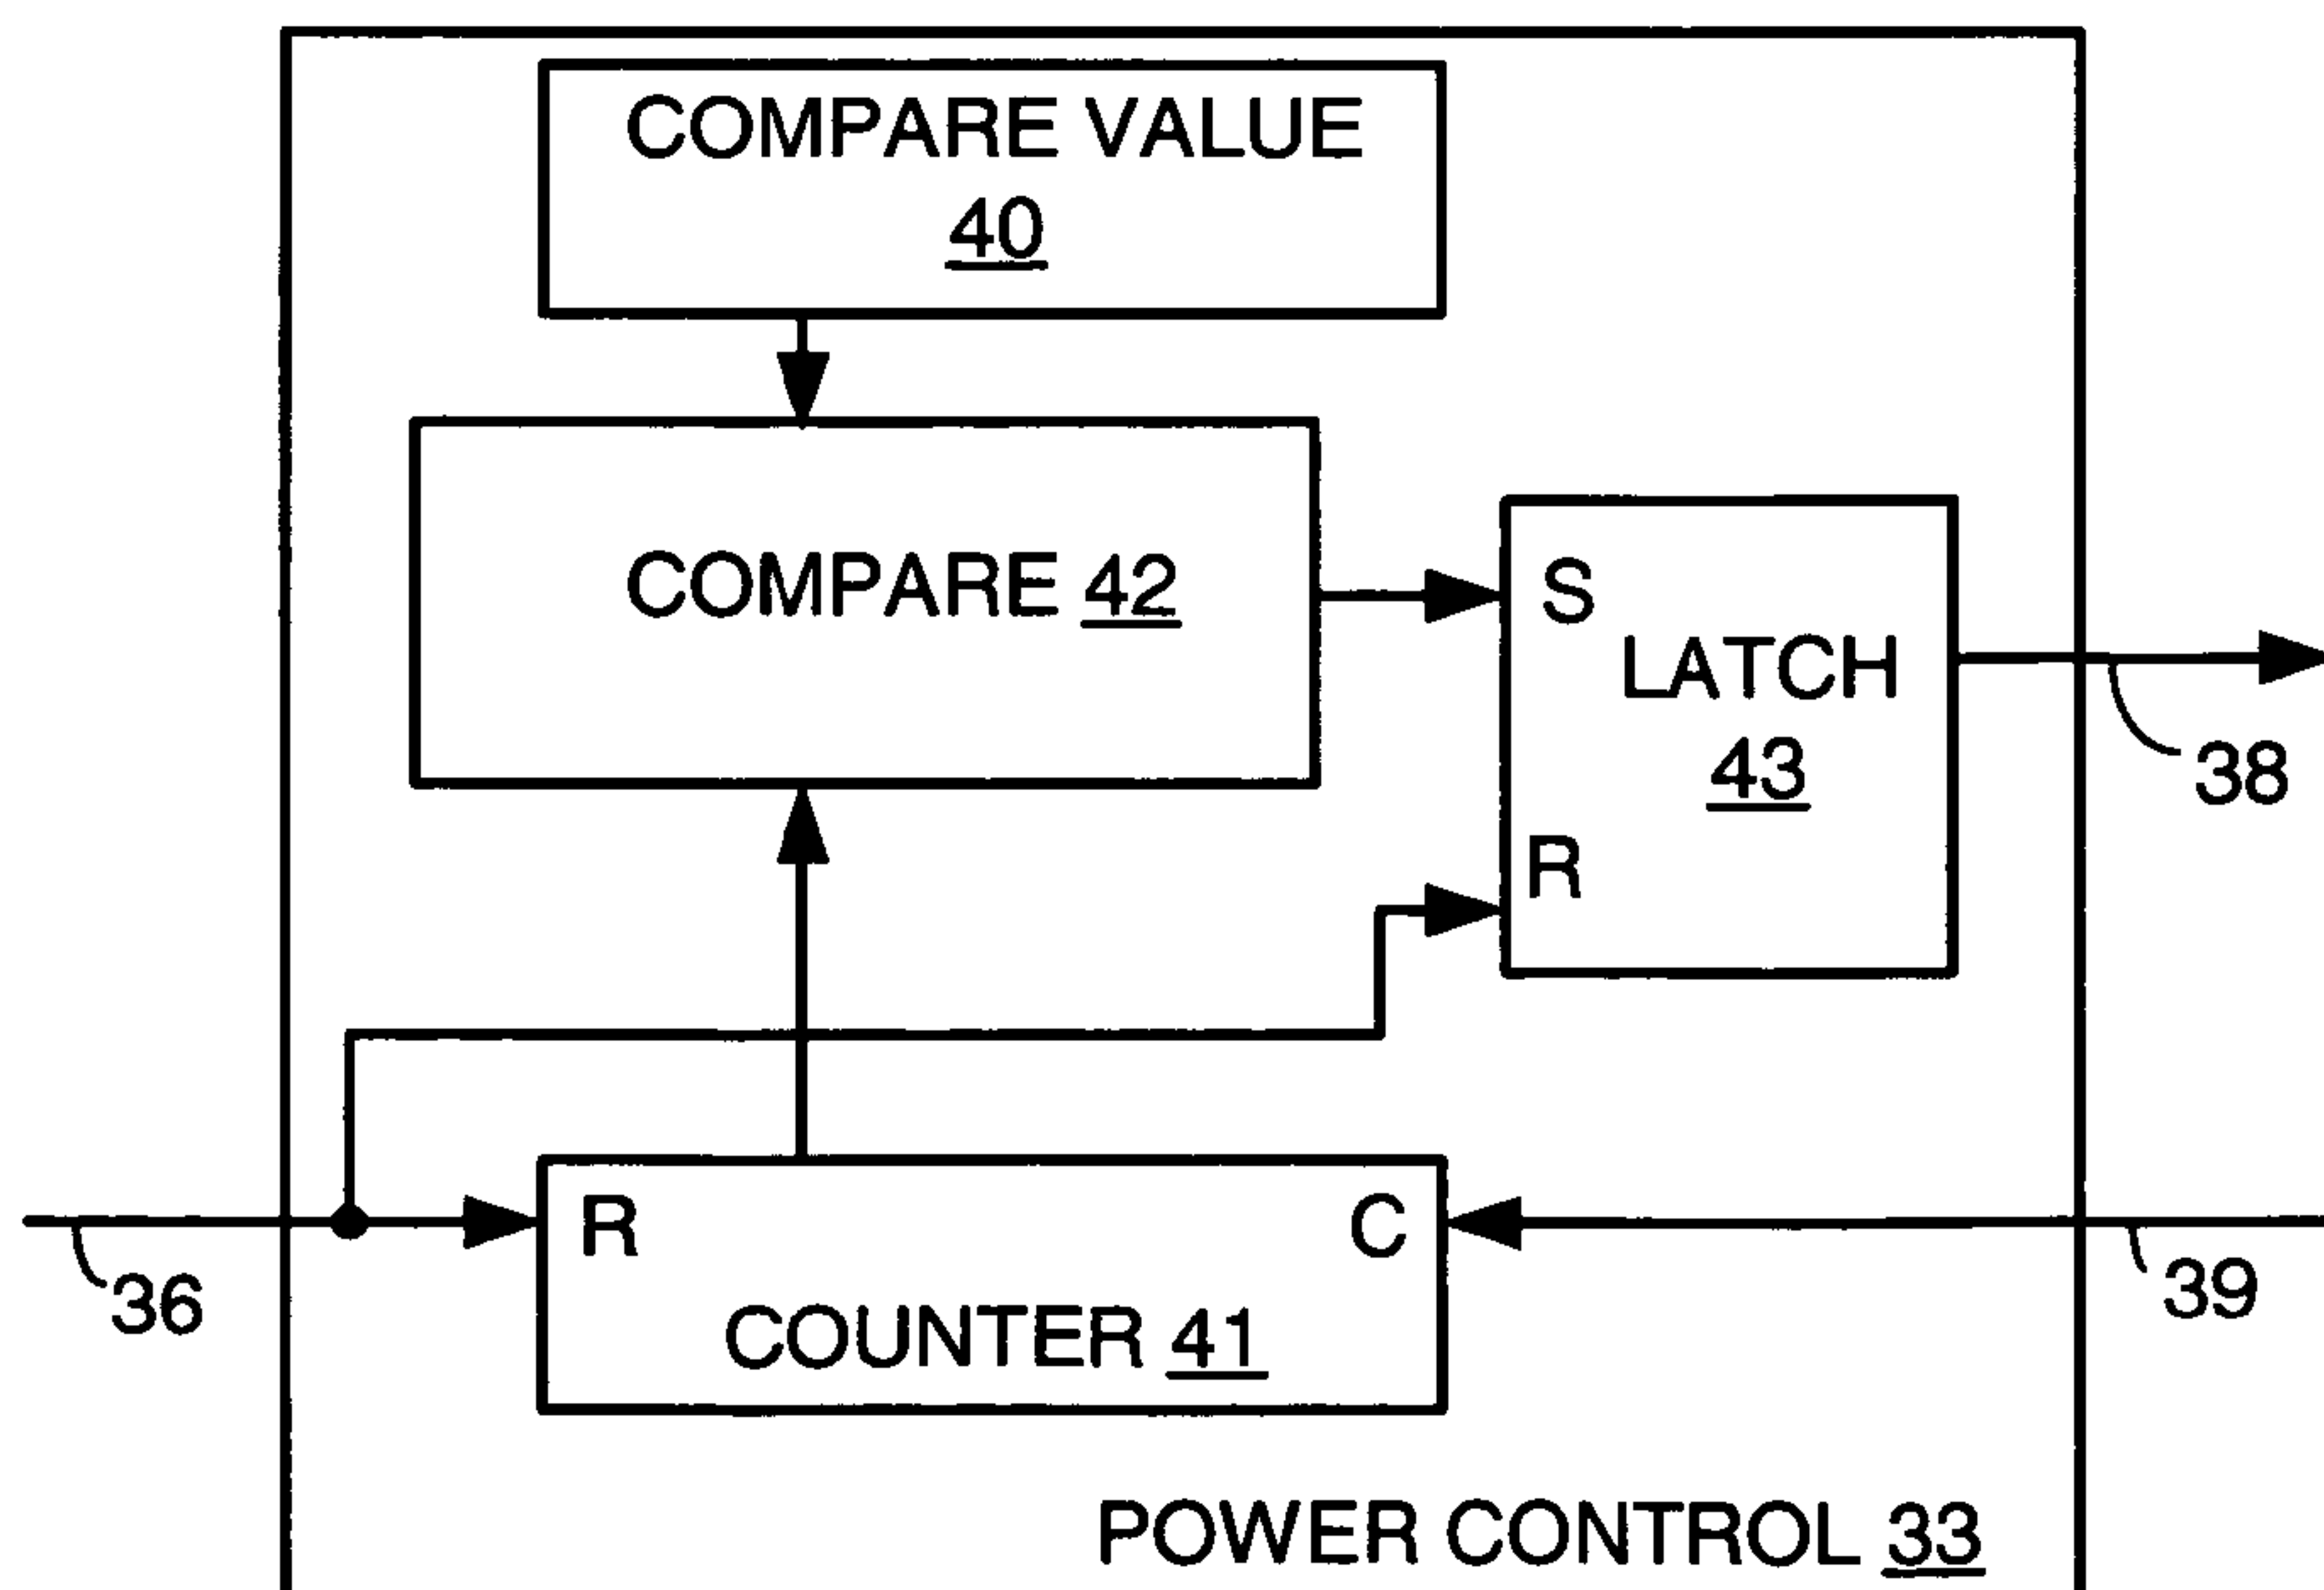 COMPARE VALUE
40
COMPARE 42
S
LATCH
43
R
38
R
C
36
39
COUNTER 41
POWER CONTROL 33